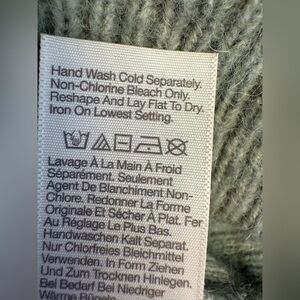 Hand Wash Cold Separately.
Non-Chlorine Bleach Only.
Reshape And Lay Flat To Dry.
Iron On Lowest Setting.
Lavage À La Main À Froid
Séparément. Seulement
Agent De Blanchiment Non-
Chlore. Redonner La Forme
Originale Et Sécher À Plat. Fer
Au Réglage Le Plus Bas.
Handwaschen Kalt Separat.
Nur Chlorfreies Bleichmittel
Verwenden. In Form Ziehen
Und Zum Trocknen Hinlegen.
Bei Bedarf Bei Niedriger
Wärme Bügeln